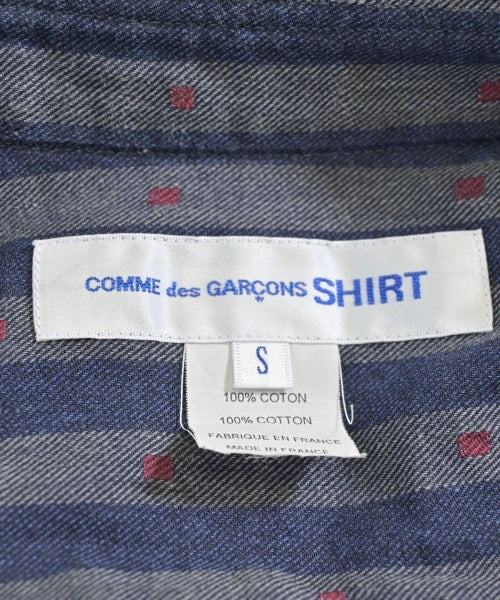 COMME des GARÇONS SHIRT
S
100% COTON
100% COTTON
FABRIQUE EN FRANCE
MADE IN FRANCE